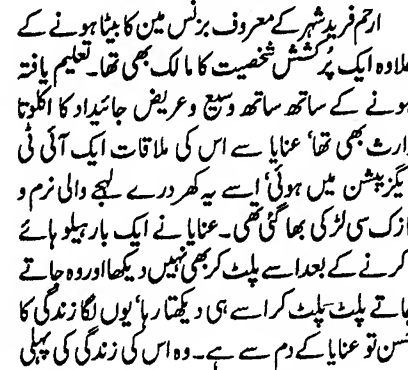 ارحم فرید شہر کے معروف بزنس مین کا بیٹا ہونے کے
علاوہ ایک پُرکشش شخصیت کا مالک بھی تھا۔ تعلیم یافتہ
ہونے کے ساتھ ساتھ وسیع و عریض جائیداد کا اکلوتا
وارث بھی تھا‘ عنایا سے اس کی ملاقات ایک آئی ٹی
یگزیبیشن میں ہوئی‘ اسے یہ کھردرے لہجے والی نرم و
نازک سی لڑکی بھا گئی تھی۔ عنایا نے ایک بار ہیلو ہائے
کرنے کے بعد اسے پلٹ کر بھی نہیں دیکھا اور وہ جاتے
جاتے پلٹ پلٹ کر اسے ہی دیکھتا رہا‘ یوں لگا زندگی کا
حسن تو عنایا کے دم سے ہے۔ وہ اس کی زندگی کی پہلی